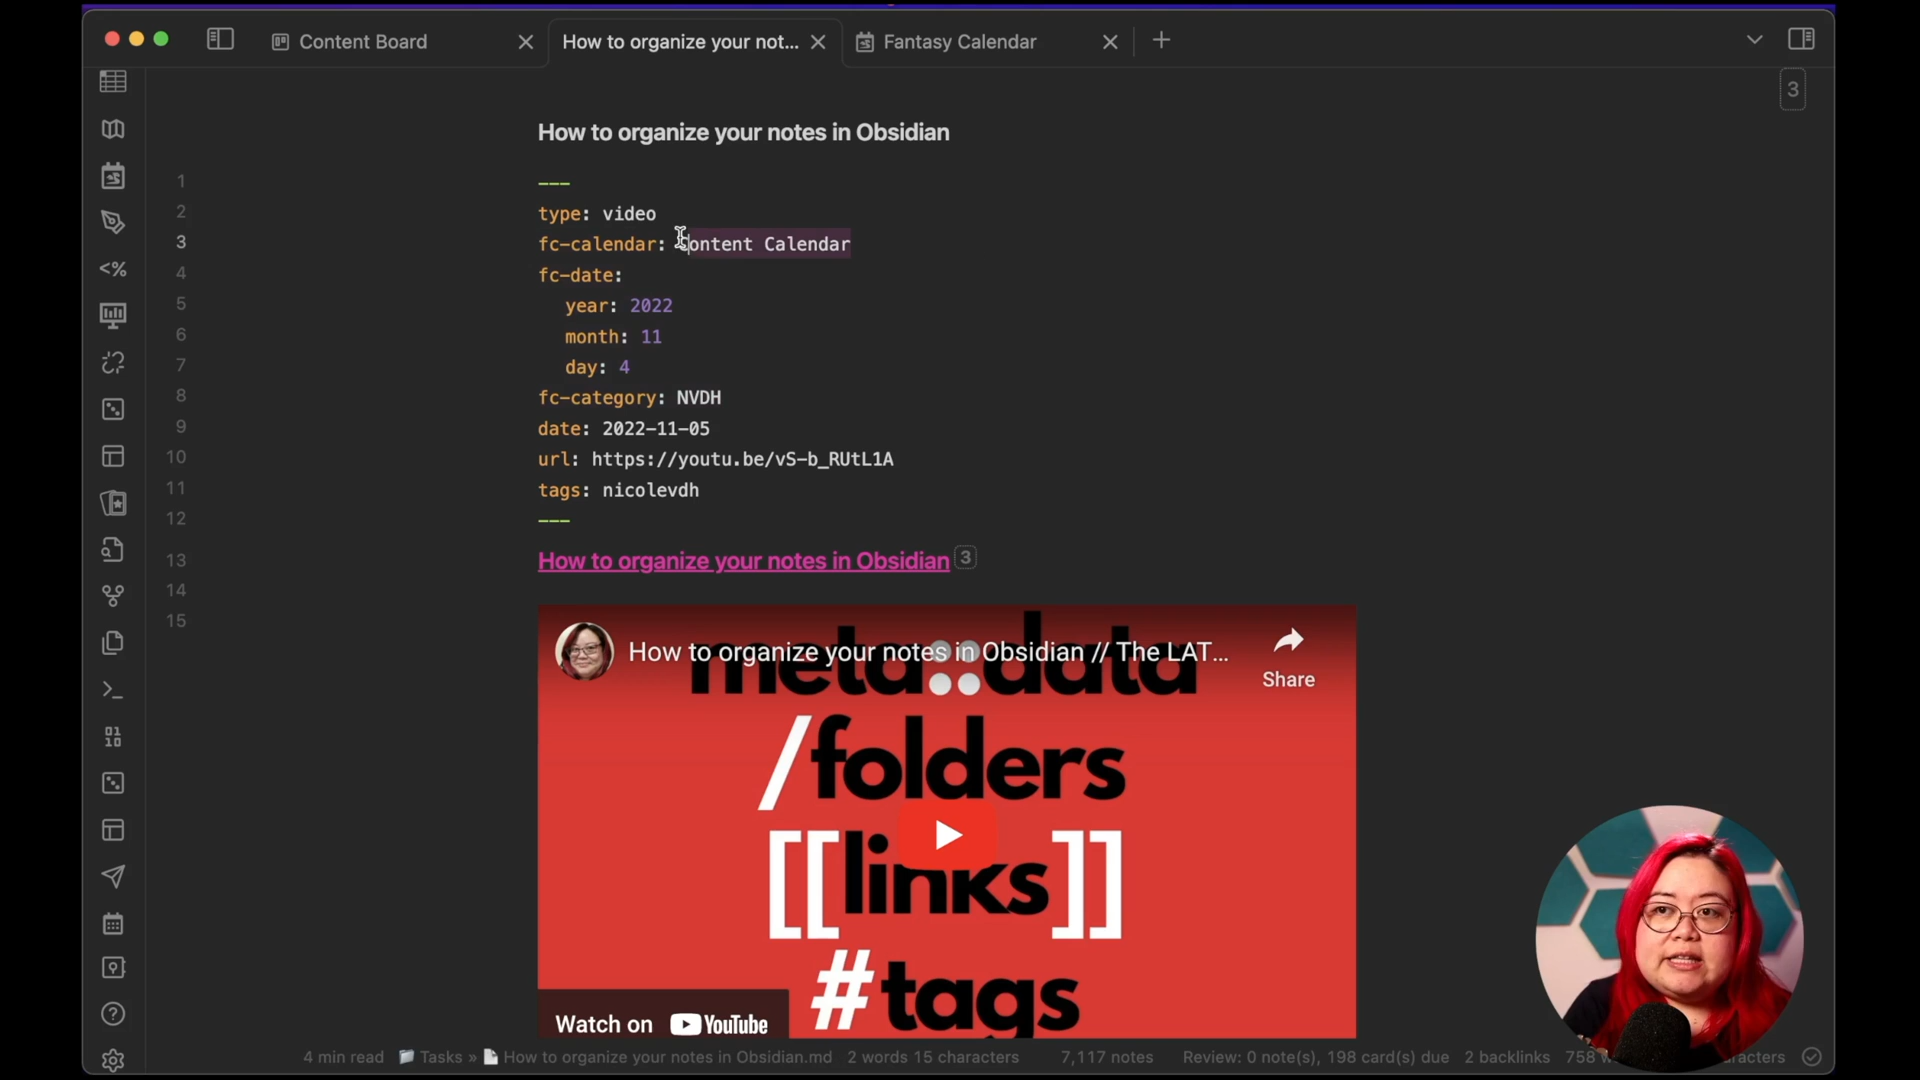 Content Board
How to organize your not...
Fantasy Calendar
3
How to organize your notes in Obsidian
1
---
2
type: video
3
fc-calendar: Content Calendar
4
fc-date:
5
year: 2022
6
month: 11
7
day: 4
8
fc-category: NVDH
9
date: 2022-11-05
10
url: https://youtu.be/vS-b_RUtL1A
11
tags: nicolevdh
12
---
13
How to organize your notes in Obsidian 3
14
15
How to organize your notes in Obsidian // The LAT...
Share
meta::data
/folders
[[links]]
#tags
Watch on YouTube
4 min read Tasks » How to organize your notes in Obsidian.md 2 words 15 characters 7,117 notes Review: 0 note(s), 198 card(s) due 2 backlinks 758